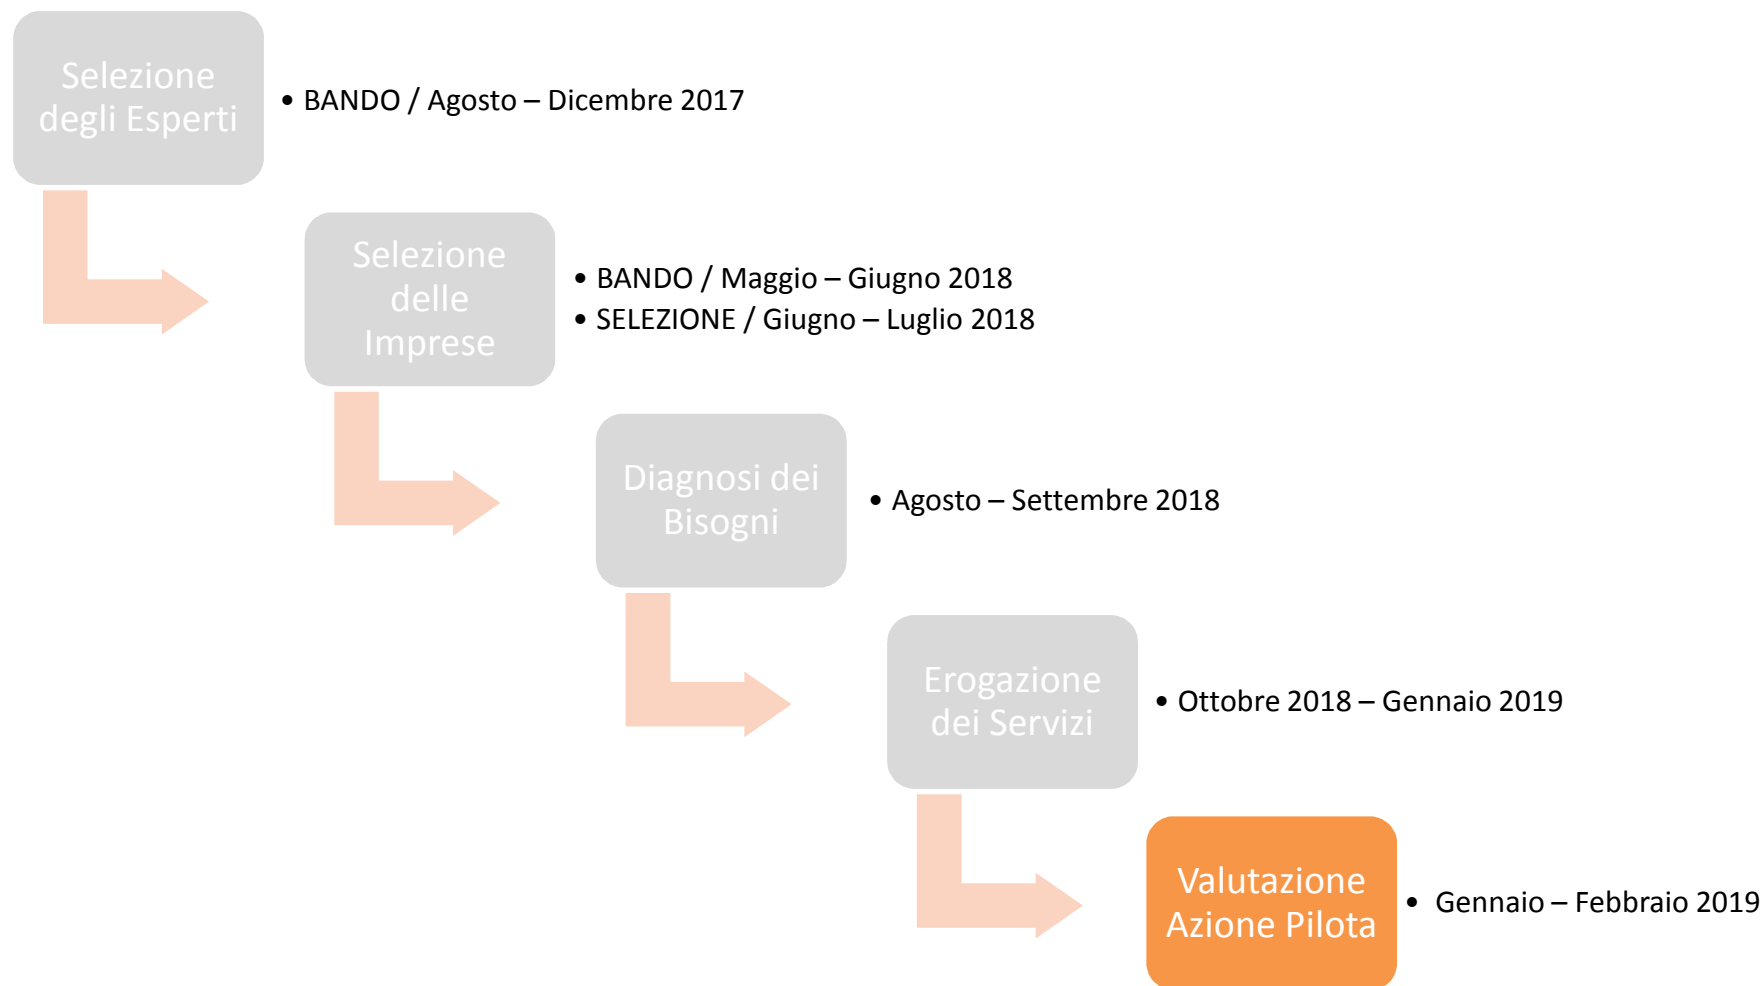 Selezione
degli Esperti
• BANDO / Agosto – Dicembre 2017
Selezione
delle
Imprese
• BANDO / Maggio – Giugno 2018
• SELEZIONE / Giugno – Luglio 2018
Diagnosi dei
Bisogni
• Agosto – Settembre 2018
Erogazione
dei Servizi
• Ottobre 2018 – Gennaio 2019
Valutazione
Azione Pilota
• Gennaio – Febbraio 2019